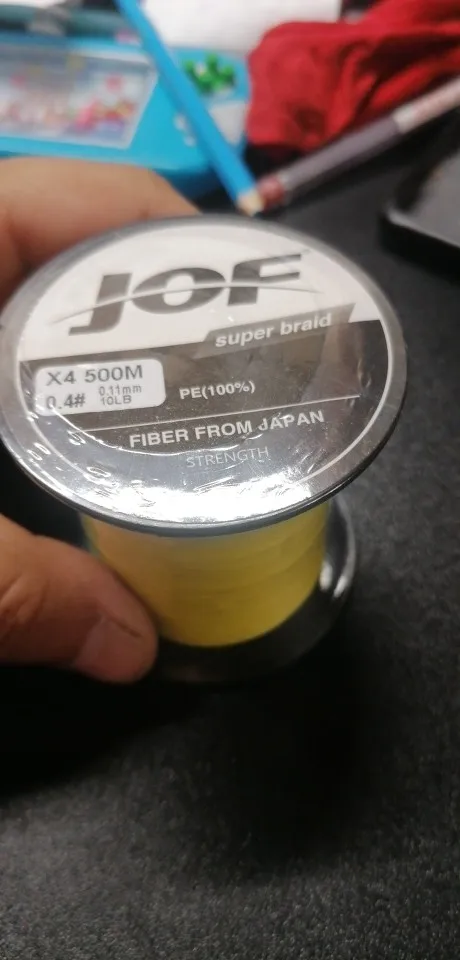 JOF
super braid
X4 500M
0.4# 0.11mm 10LB
PE(100%)
FIBER FROM JAPAN
STRENGTH